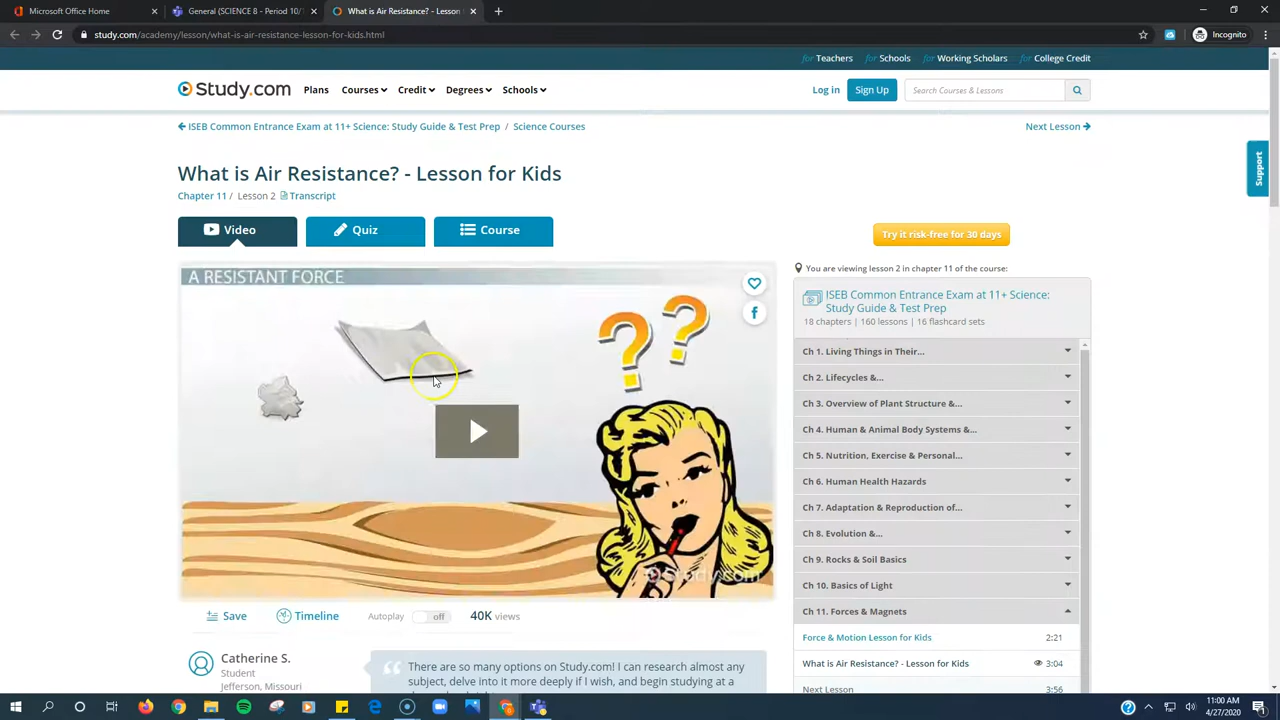 Microsoft Office Home
General (SCIENCE 8 - Period 10/
What is Air Resistance? - Lesson
study.com/academy/lesson/what-is-air-resistance-lesson-for-kids.html
Incognito
for Teachers for Schools for Working Scholars for College Credit
Study.com Plans Courses Credit Degrees Schools Log in Sign Up Search Courses & Lessons
ISEB Common Entrance Exam at 11+ Science: Study Guide & Test Prep / Science Courses
Next Lesson
Support
What is Air Resistance? - Lesson for Kids
Chapter 11 / Lesson 2 Transcript
Video Quiz Course
Try it risk-free for 30 days
A RESISTANT FORCE
? ?
Study.com
Save Timeline Autoplay off 40K views
Catherine S.
Student
Jefferson, Missouri
There are so many options on Study.com! I can research almost any
subject, delve into it more deeply if I wish, and begin studying at a
You are viewing lesson 2 in chapter 11 of the course:
ISEB Common Entrance Exam at 11+ Science:
Study Guide & Test Prep
18 chapters | 160 lessons | 16 flashcard sets
Ch 1. Living Things in Their...
Ch 2. Lifecycles &...
Ch 3. Overview of Plant Structure &...
Ch 4. Human & Animal Body Systems &...
Ch 5. Nutrition, Exercise & Personal...
Ch 6. Human Health Hazards
Ch 7. Adaptation & Reproduction of...
Ch 8. Evolution &...
Ch 9. Rocks & Soil Basics
Ch 10. Basics of Light
Ch 11. Forces & Magnets
Force & Motion Lesson for Kids 2:21
What is Air Resistance? - Lesson for Kids 3:04
Next Lesson 3:56
11:00 AM
4/27/2020